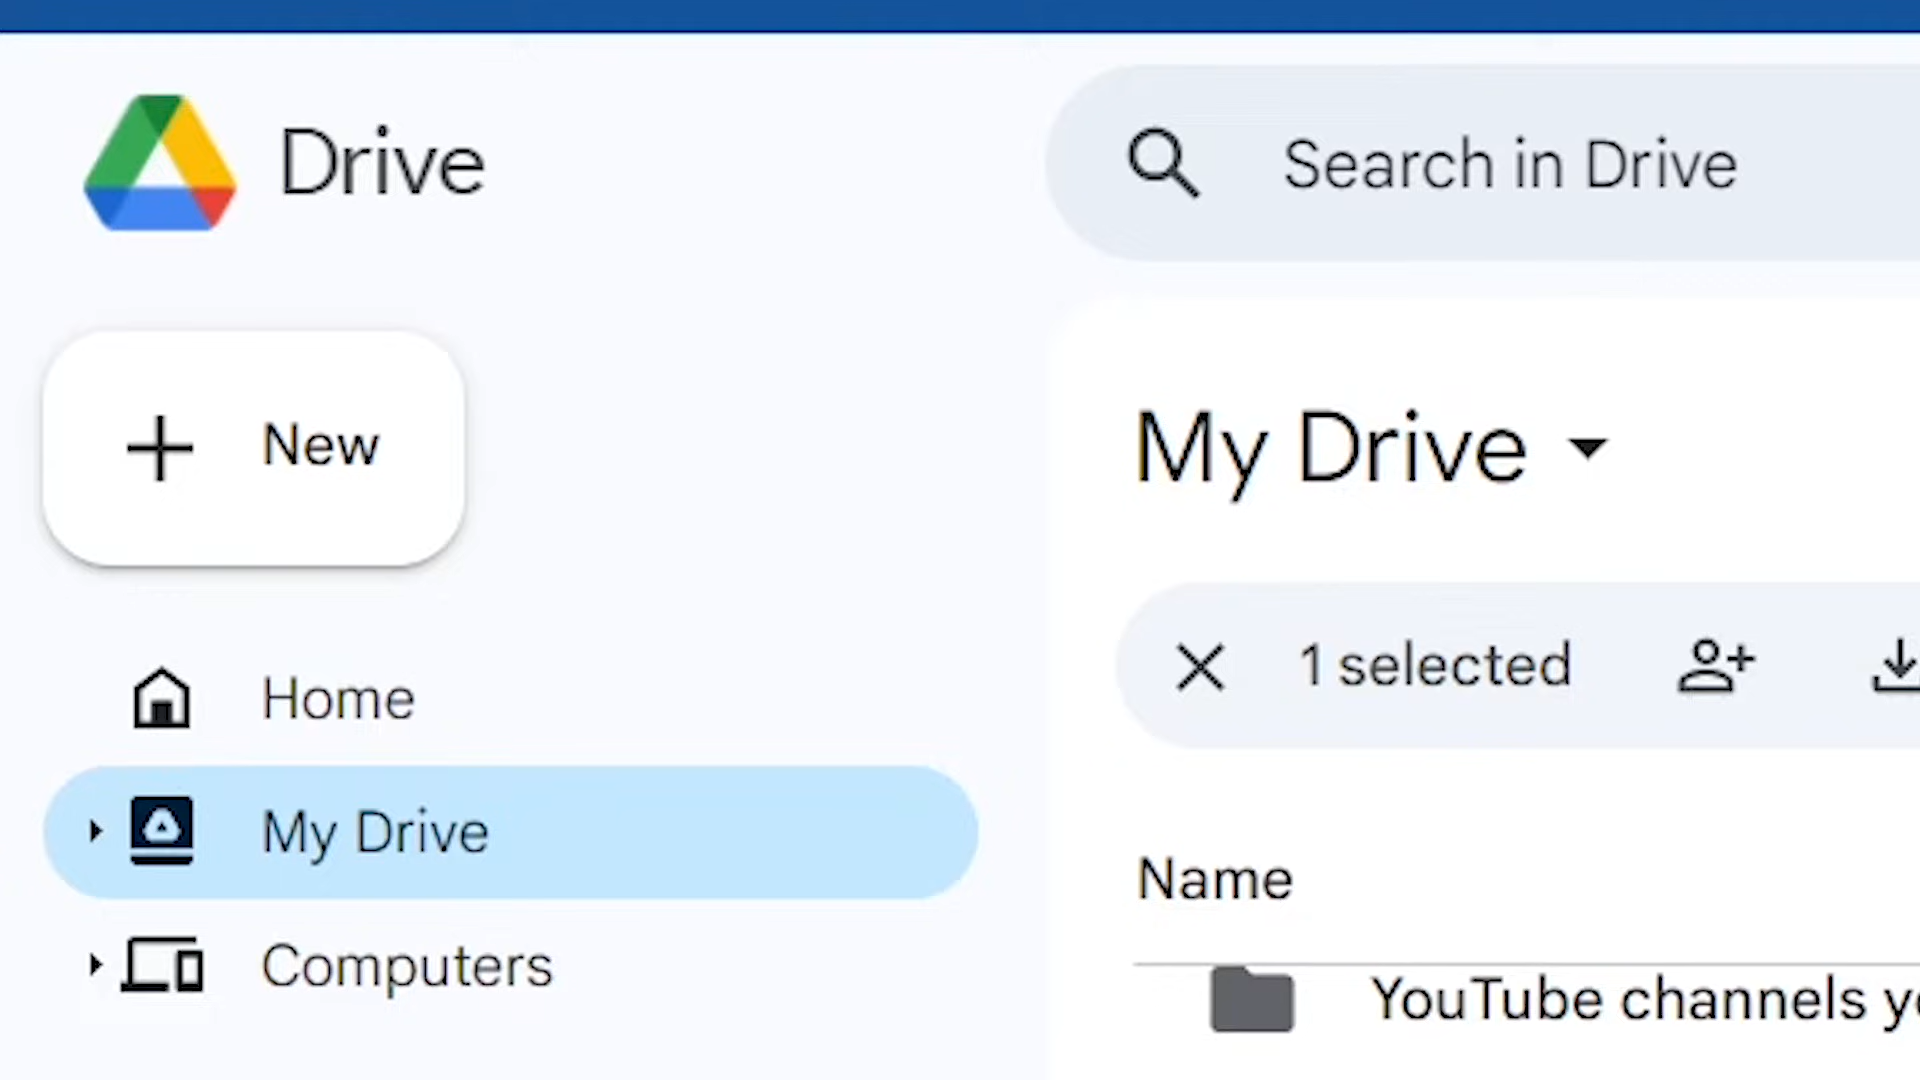 Drive
Search in Drive
New
My Drive
1 selected
Home
My Drive
Name
Computers
YouTube channels